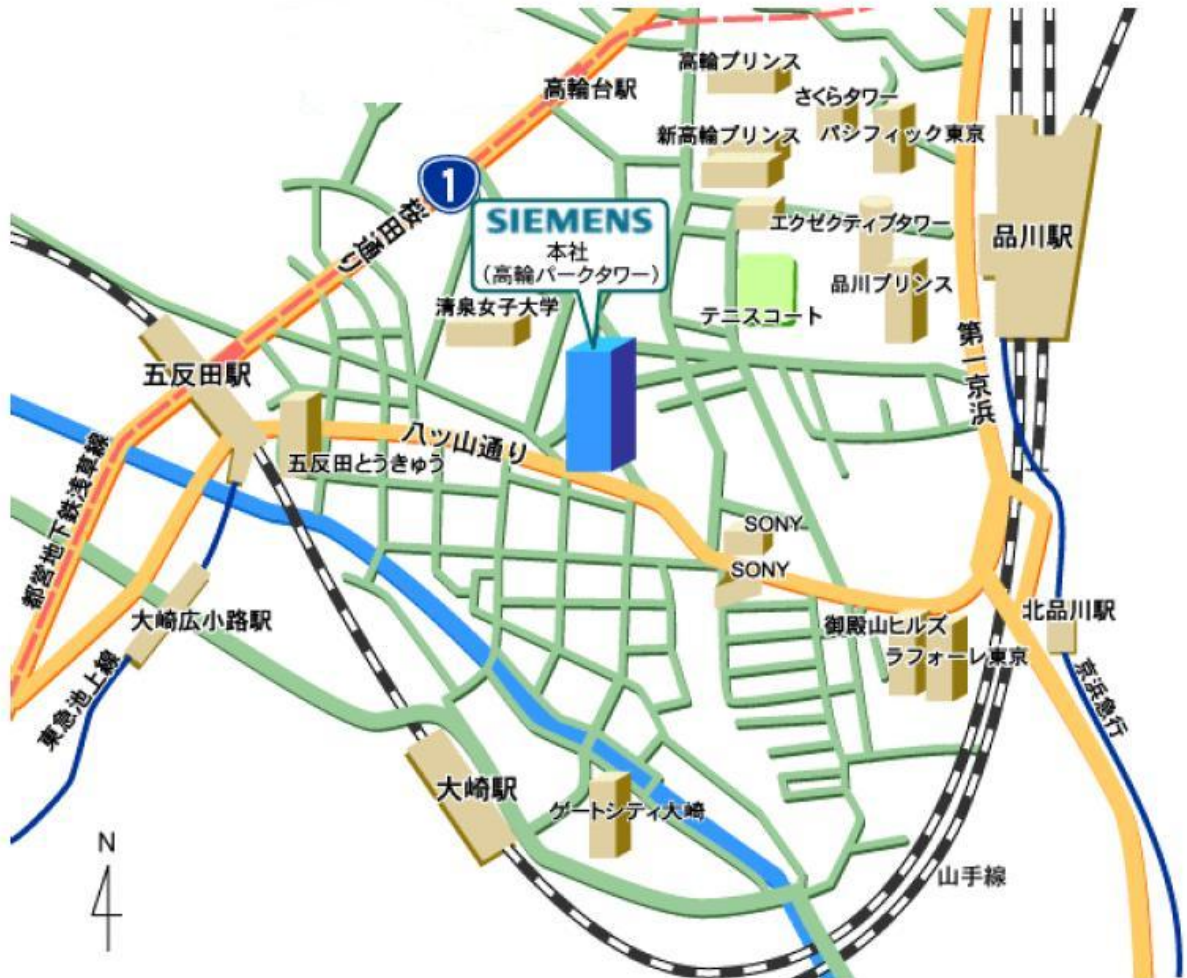 高輪プリンス
高輪台駅
さくらタワー
新高輪プリンス
パシフィック東京
1
桜田通り
SIEMENS
本社
（高輪パークタワー）
エクゼクティブタワー
品川駅
清泉女子大学
品川プリンス
テニスコート
第一京浜
五反田駅
八ツ山通り
五反田とうきゅう
都営地下鉄浅草線
SONY
SONY
大崎広小路駅
御殿山ヒルズ
北品川駅
ラフォーレ東京
東急池上線
京浜急行
大崎駅
ゲートシティ大崎
N
山手線